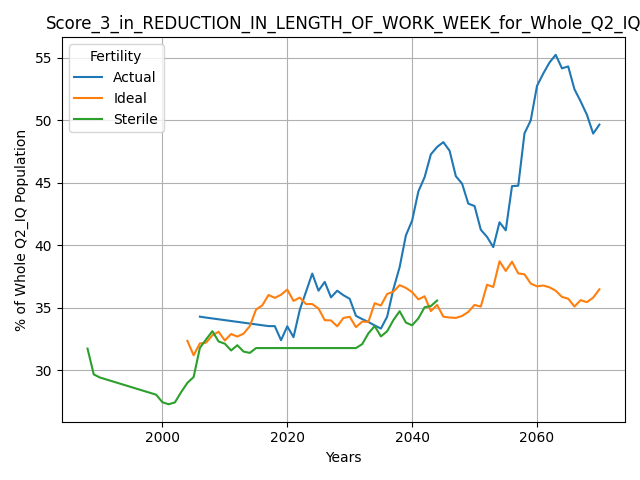 Score_3_in_REDUCTION_IN_LENGTH_OF_WORK_WEEK_for_Whole_Q2_IQ
Fertility
Actual
Ideal
Sterile
% of Whole Q2_IQ Population
55
50
45
40
35
30
2000
2020
2040
2060
Years